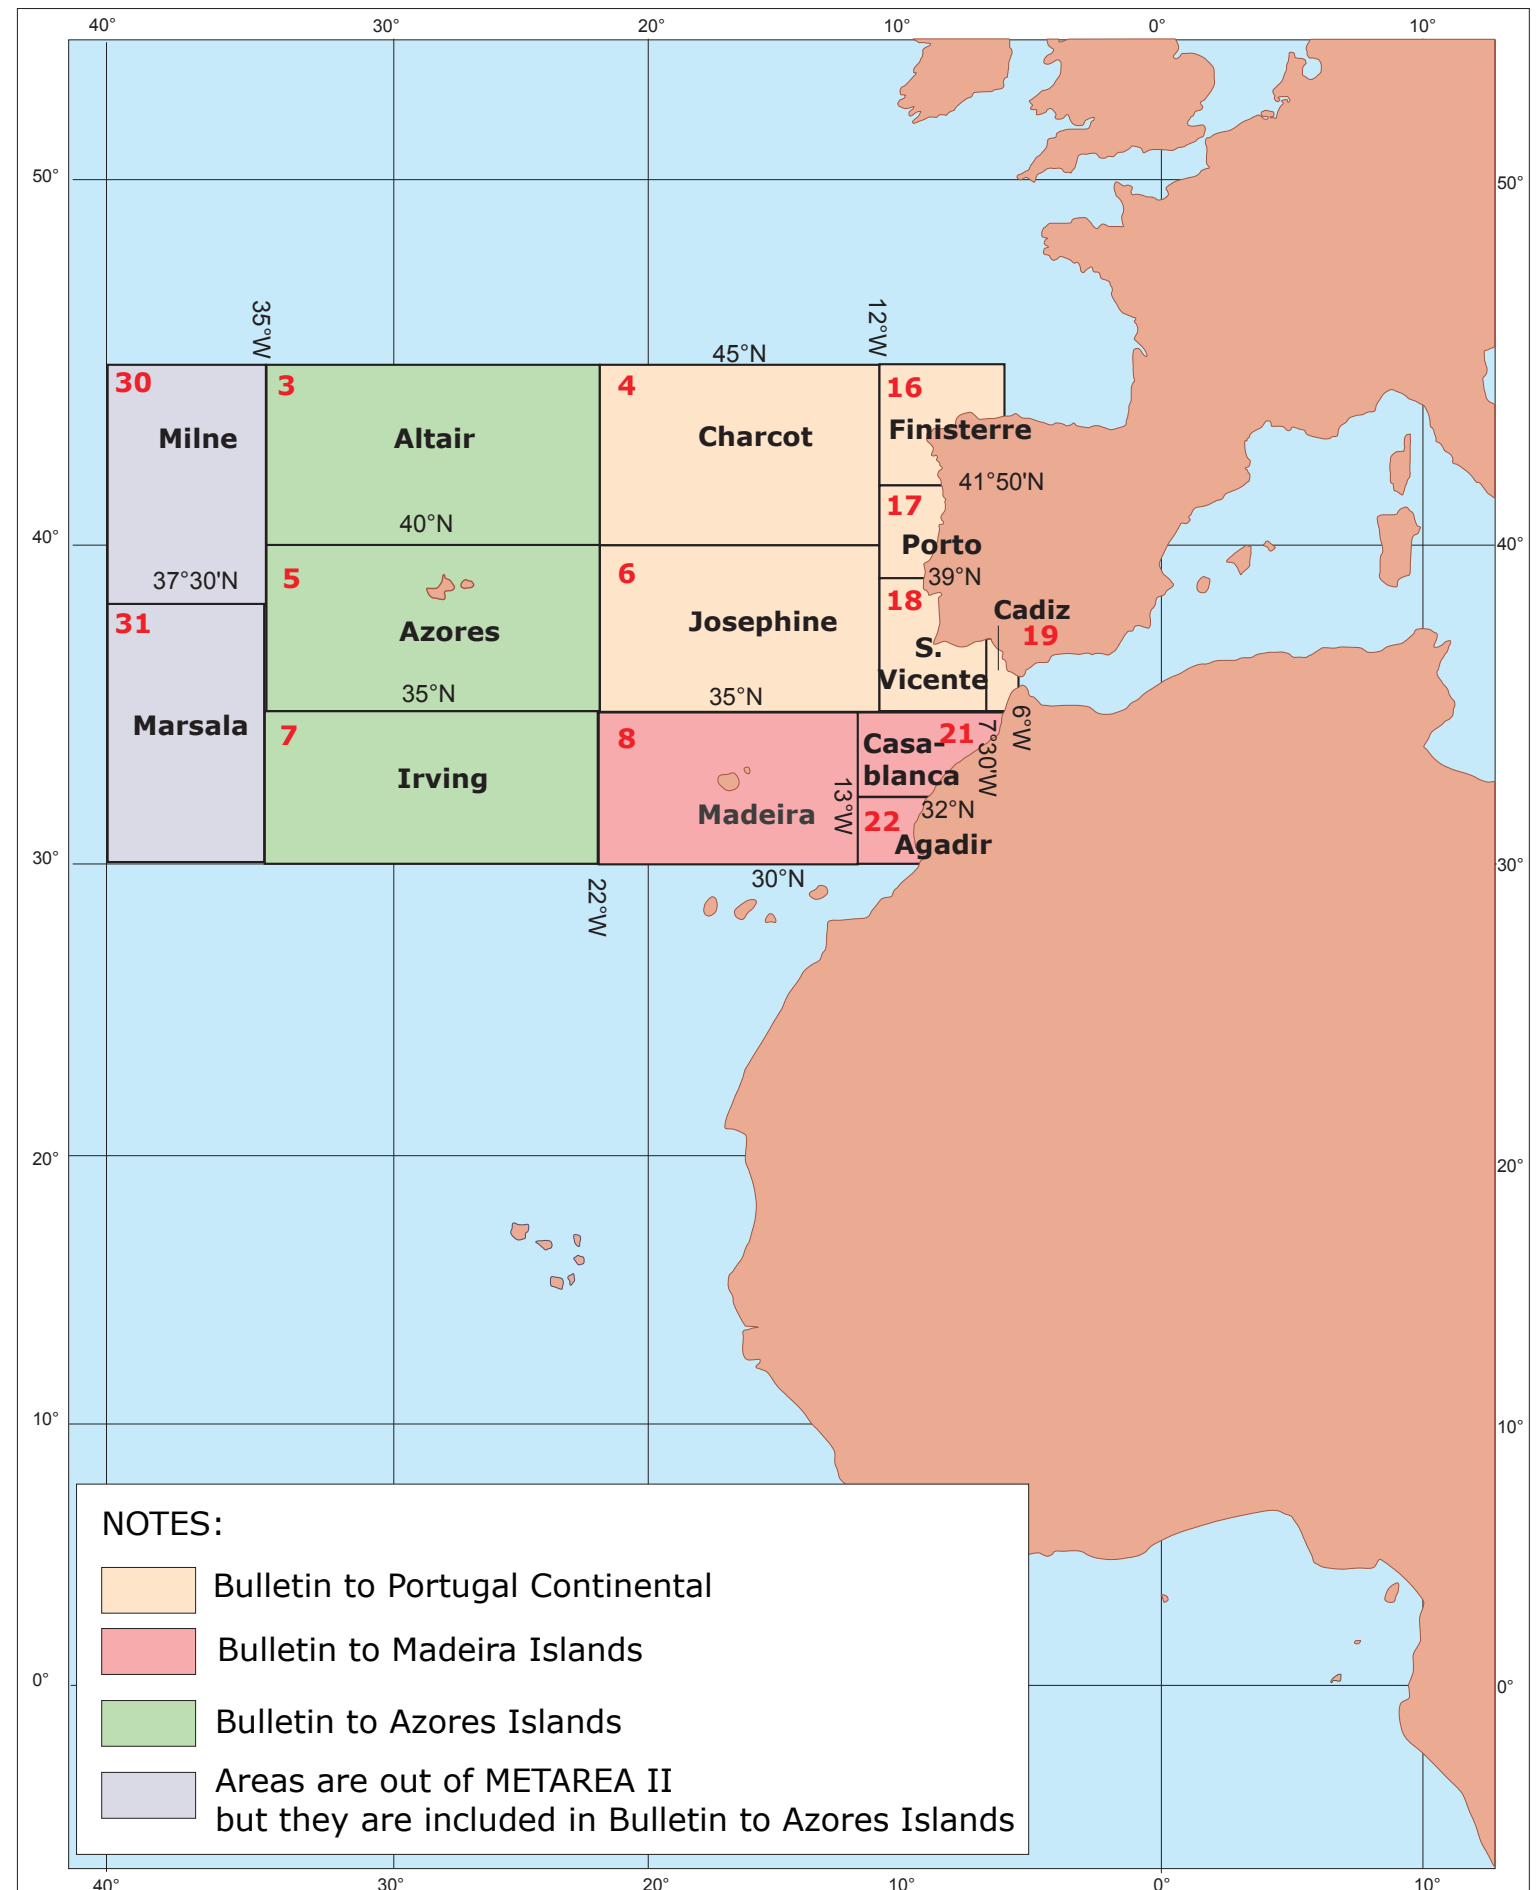 40°
30°
20°
10°
0°
10°
50°
50°
35°W
12°W
45°N
30
3
4
16
Milne
Altair
Charcot
Finisterre
41°50'N
17
40°N
40°
Porto
40°
37°30'N
5
6
39°N
18
Cadiz
31
19
Azores
Josephine
S.
Vicente
35°N
35°N
Marsala
7
8
21
6°W
7°30'W
Casa-
blanca
Irving
13°W
Madeira
32°N
22
Agadir
30°
30°
30°N
22°W
20°
20°
10°
10°
NOTES:
Bulletin to Portugal Continental
Bulletin to Madeira Islands
0°
0°
Bulletin to Azores Islands
Areas are out of METAREA II
but they are included in Bulletin to Azores Islands
40°
30°
20°
10°
0°
10°